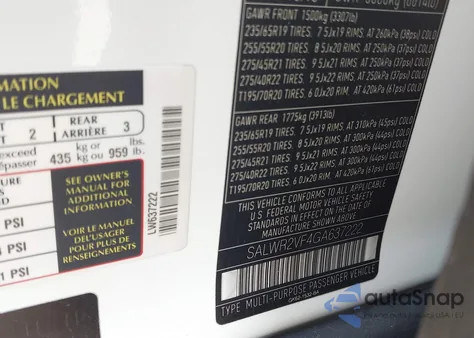 MATION
LE CHARGEMENT
2
REAR
ARRIÈRE
3
exceed
435 kg or
kg ou 959 lbs.
lb.
SEE OWNER'S
MANUAL FOR
ADDITIONAL
INFORMATION
VOIR LE MANUEL
DE L'USAGER
POUR PLUS DE
RENSEIGNEMENTS
PSI
PSI
1 PSI
LW637222
GAWR FRONT 1500kg (3307lb)
235/65R19 TIRES. 7.5Jx19 RIMS. AT 260kPa (38psi) COLD
255/55R20 TIRES. 8.5Jx20 RIMS. AT 250kPa (37psi) COLD
275/45R21 TIRES. 9.5Jx21 RIMS. AT 250kPa (37psi) COLD
275/40R22 TIRES. 9.5Jx22 RIMS. AT 250kPa (37psi) COLD
T195/70R20 TIRES. 6.0Jx20 RIM. AT 420kPa (61psi) COLD
GAWR REAR 1775kg (3913lb)
235/65R19 TIRES. 7.5Jx19 RIMS. AT 310kPa (45psi) COLD
255/55R20 TIRES. 8.5Jx20 RIMS. AT 300kPa (44psi) COLD
275/45R21 TIRES. 9.5Jx21 RIMS. AT 300kPa (44psi) COLD
275/40R22 TIRES. 9.5Jx22 RIMS. AT 300kPa (44psi) COLD
T195/70R20 TIRES. 6.0Jx20 RIM. AT 420kPa (61psi) COLD
THIS VEHICLE CONFORMS TO ALL APPLICABLE
U.S FEDERAL MOTOR VEHICLE SAFETY
STANDARDS IN EFFECT ON THE DATE OF
MANUFACTURE SHOWN ABOVE.
SALWR2VF4GA637222
TYPE: MULTI-PURPOSE PASSENGER VEHICLE
autoSnap